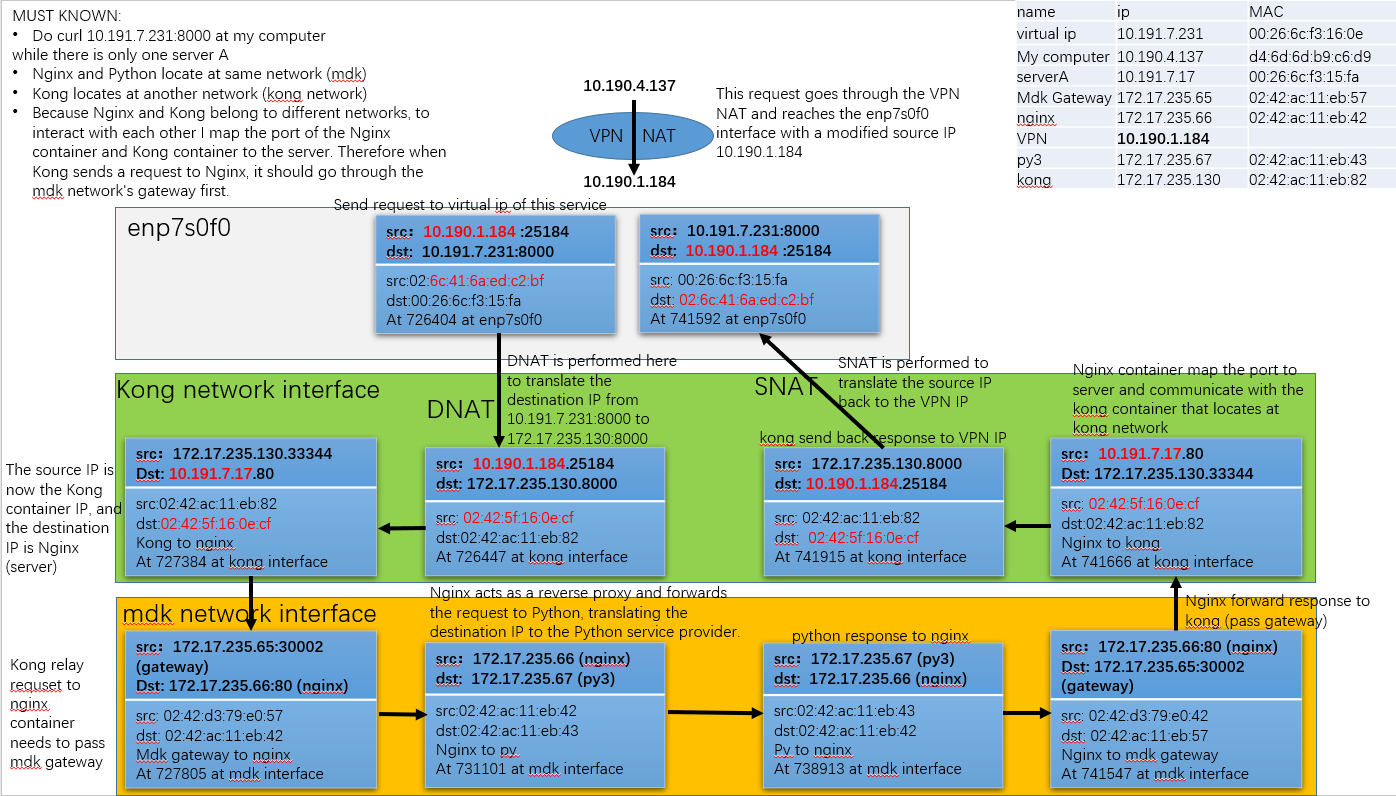 MUST KNOWN:
• Do curl 10.191.7.231:8000 at my computer
while there is only one server A
• Nginx and Python locate at same network (mdk)
• Kong locates at another network (kong network)
• Because Nginx and Kong belong to different networks, to
interact with each other I map the port of the Nginx
container and Kong container to the server. Therefore when
Kong sends a request to Nginx, it should go through the
mdk network's gateway first.
10.190.4.137
VPN NAT
10.190.1.184
This request goes through the VPN
NAT and reaches the enp7s0f0
interface with a modified source IP
10.190.1.184
name ip MAC
virtual ip 10.191.7.231 00:26:6c:f3:16:0e
My computer 10.190.4.137 d4:6d:6d:b9:c6:d9
serverA 10.191.7.17 00:26:6c:f3:15:fa
Mdk Gateway 172.17.235.65 02:42:ac:11:eb:57
nginx 172.17.235.66 02:42:ac:11:eb:42
VPN 10.190.1.184
py3 172.17.235.67 02:42:ac:11:eb:43
kong 172.17.235.130 02:42:ac:11:eb:82
Send request to virtual ip of this service
enp7s0f0
src: 10.190.1.184 :25184
dst: 10.191.7.231:8000
src:02:6c:41:6a:ed:c2:bf
dst:00:26:6c:f3:15:fa
At 726404 at enp7s0f0
src: 10.191.7.231:8000
dst: 10.190.1.184 :25184
src: 00:26:6c:f3:15:fa
dst: 02:6c:41:6a:ed:c2:bf
At 741592 at enp7s0f0
Kong network interface
DNAT
DNAT is performed here
to translate the
destination IP from
10.191.7.231:8000 to
172.17.235.130:8000
SNAT
SNAT is performed to
translate the source IP
back to the VPN IP
kong send back response to VPN IP
Nginx container map the port to
server and communicate with the
kong container that locates at
kong network
The source IP is
now the Kong
container IP, and
the destination
IP is Nginx
(server)
src: 172.17.235.130.33344
Dst: 10.191.7.17.80
src:02:42:ac:11:eb:82
dst:02:42:5f:16:0e:cf
Kong to nginx
At 727384 at kong interface
src: 10.190.1.184.25184
dst: 172.17.235.130.8000
src: 02:42:5f:16:0e:cf
dst:02:42:ac:11:eb:82
At 726447 at kong interface
src: 172.17.235.130.8000
dst: 10.190.1.184.25184
src: 02:42:ac:11:eb:82
dst: 02:42:5f:16:0e:cf
At 741915 at kong interface
src: 10.191.7.17.80
Dst: 172.17.235.130.33344
src: 02:42:5f:16:0e:cf
dst:02:42:ac:11:eb:82
Nginx to kong
At 741666 at kong interface
mdk network interface
Nginx acts as a reverse proxy and forwards
the request to Python, translating the
destination IP to the Python service provider.
python response to nginx
Nginx forward response to
kong (pass gateway)
Kong relay
requset to
nginx
container
needs to pass
mdk gateway
src: 172.17.235.65:30002
(gateway)
Dst: 172.17.235.66:80 (nginx)
src: 02:42:d3:79:e0:57
dst: 02:42:ac:11:eb:42
Mdk gateway to nginx
At 727805 at mdk interface
src: 172.17.235.66 (nginx)
dst: 172.17.235.67 (py3)
src:02:42:ac:11:eb:42
dst:02:42:ac:11:eb:43
Nginx to py
At 731101 at mdk interface
src: 172.17.235.67 (py3)
dst: 172.17.235.66 (nginx)
src:02:42:ac:11:eb:43
dst:02:42:ac:11:eb:42
Py to nginx
At 738913 at mdk interface
src: 172.17.235.66:80 (nginx)
Dst: 172.17.235.65:30002
(gateway)
src: 02:42:d3:79:e0:42
dst: 02:42:ac:11:eb:57
Nginx to mdk gateway
At 741547 at mdk interface